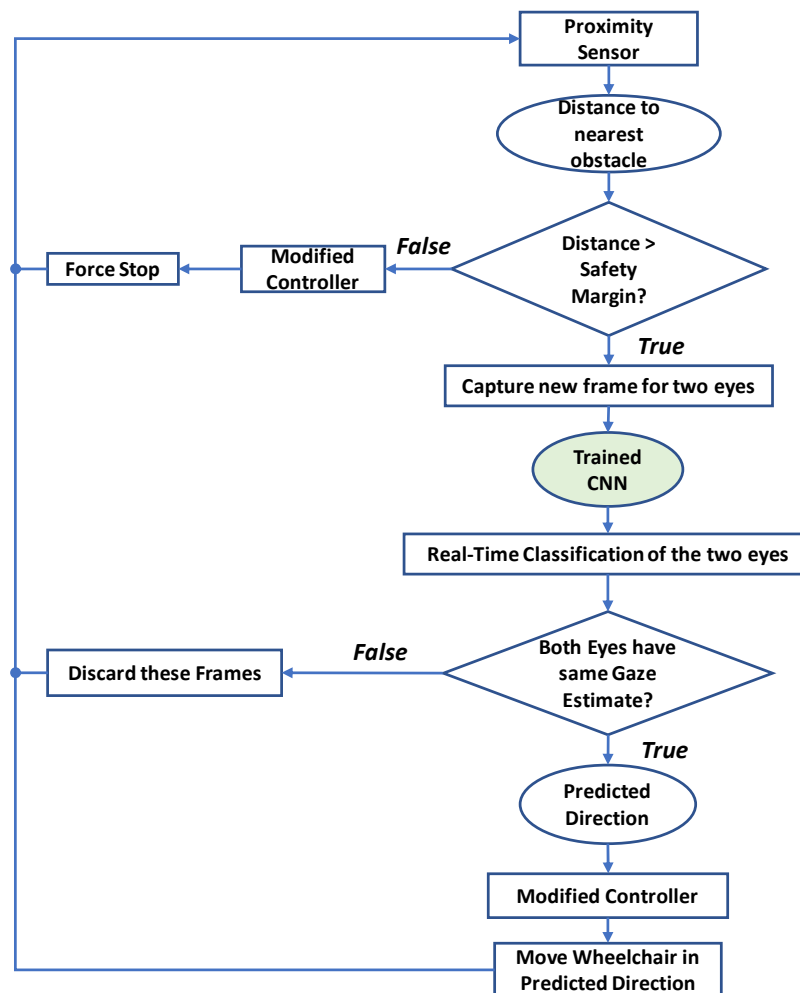 Proximity
Sensor
Distance to
nearest
obstacle
Distance >
Safety
Margin?
False
Modified
Controller
Force Stop
True
Capture new frame for two eyes
Trained
CNN
Real-Time Classification of the two eyes
Both Eyes have
same Gaze
Estimate?
False
Discard these Frames
True
Predicted
Direction
Modified Controller
Move Wheelchair in
Predicted Direction